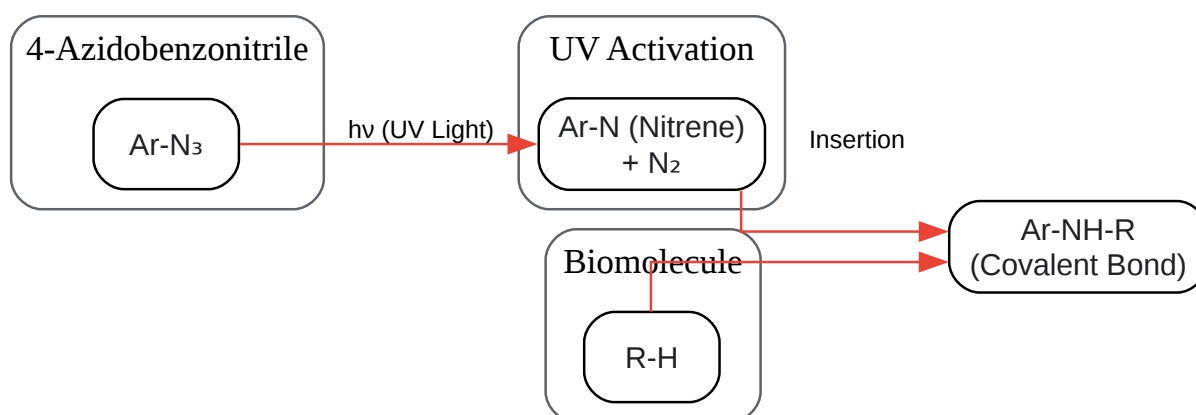 4-Azidobenzonitrile
Ar-N₃
hν (UV Light)
UV Activation
Ar-N (Nitrene)
+ N₂
Insertion
Biomolecule
R-H
Ar-NH-R
(Covalent Bond)